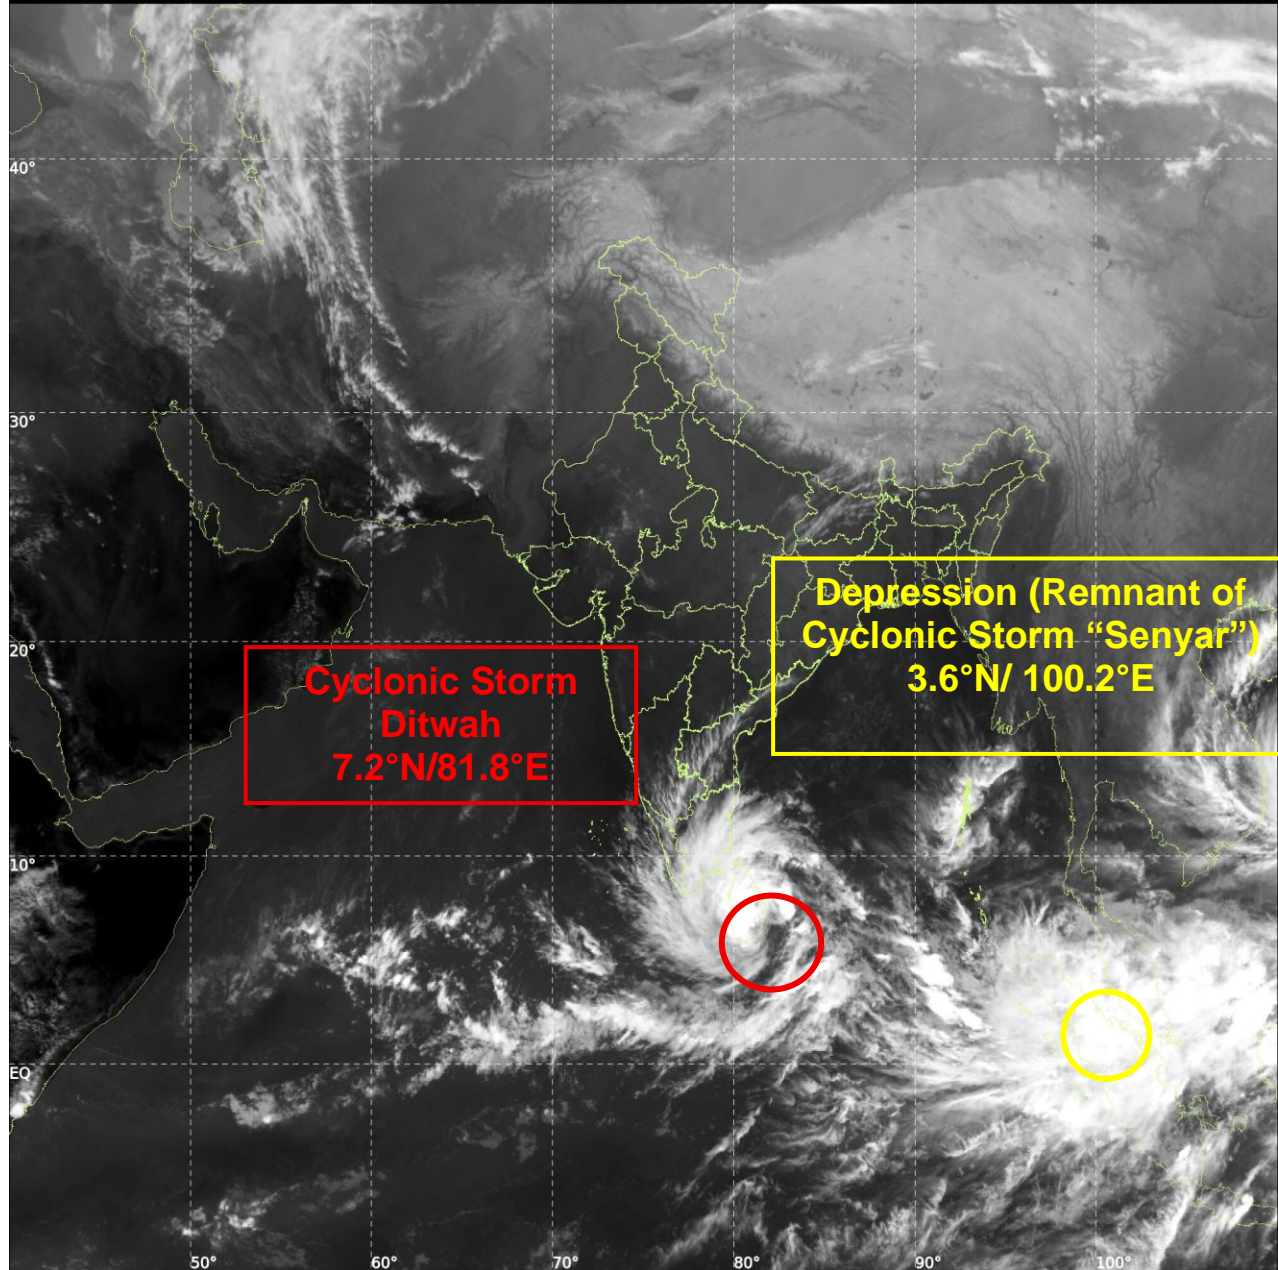 40°
30°
Depression (Remnant of
Cyclonic Storm “Senyar”)
3.6°N/ 100.2°E
20°
Cyclonic Storm
Ditwah
7.2°N/81.8°E
10°
EQ
50°
60°
70°
80°
90°
100°